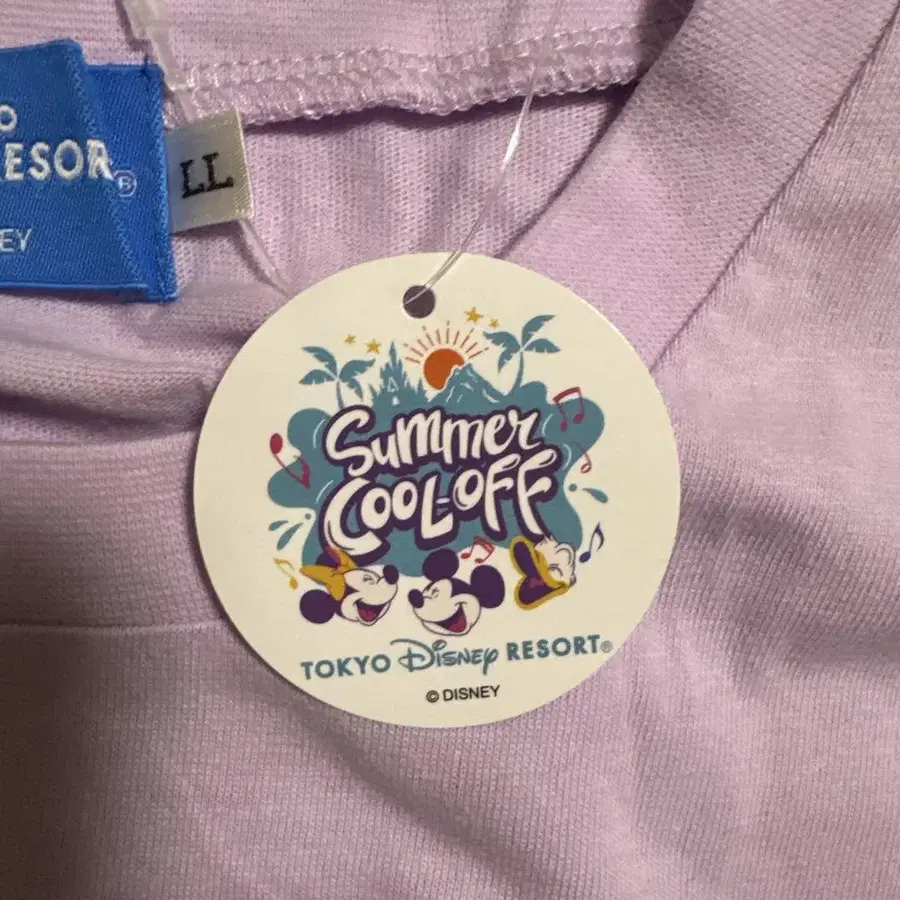 O
ESOR®
EY
LL
Summer
COOL-OFF
TOKYO Disney RESORT®
© DISNEY